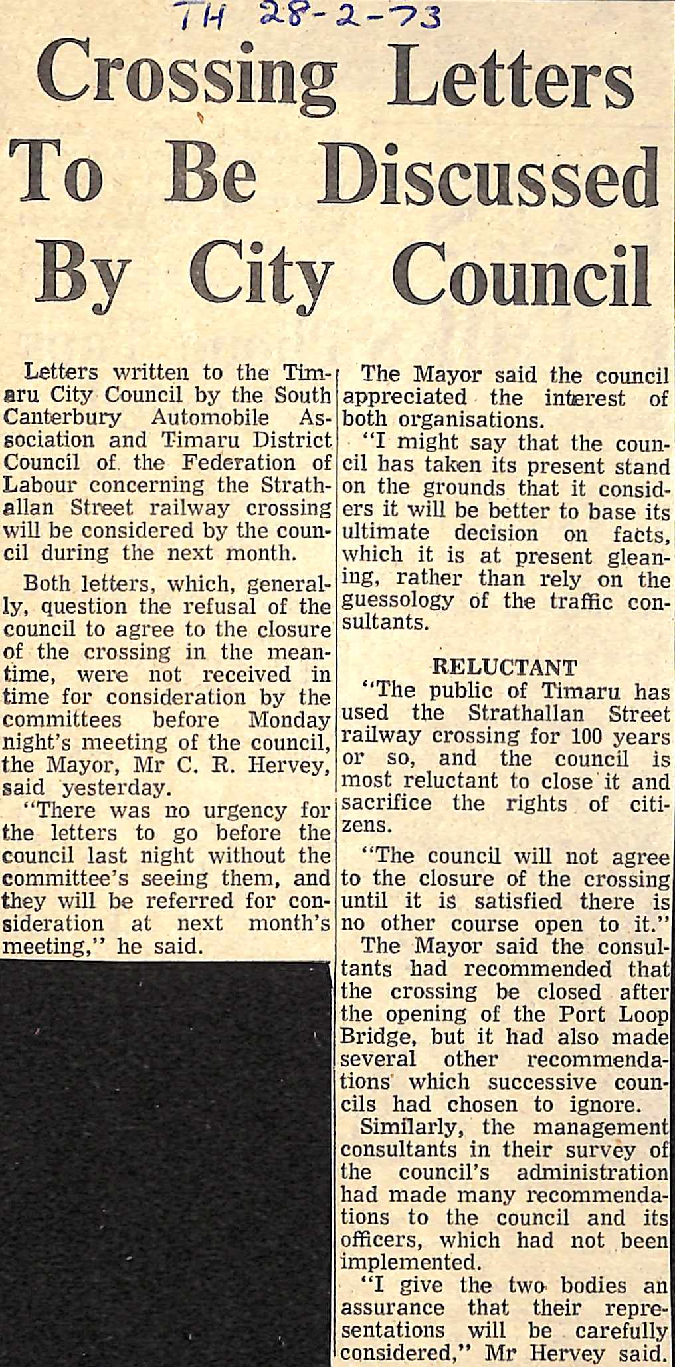 TH 28-2-73
Crossing Letters
To Be Discussed
By City Council
Letters written to the Tim-
aru City Council by the South
Canterbury Automobile As-
sociation and Timaru District
Council of the Federation of
Labour concerning the Strath-
allan Street railway crossing
will be considered by the coun-
cil during the next month.
Both letters, which, general-
ly, question the refusal of the
council to agree to the closure
of the crossing in the mean-
time, were not received in
time for consideration by the
committees before Monday
night's meeting of the council,
the Mayor, Mr C. R. Hervey,
said yesterday.
"There was no urgency for
the letters to go before the
council last night without the
committee's seeing them, and
they will be referred for con-
sideration at next month's
meeting," he said.
The Mayor said the council
appreciated the interest of
both organisations.
"I might say that the coun-
cil has taken its present stand
on the grounds that it consid-
ers it will be better to base its
ultimate decision on facts,
which it is at present glean-
ing, rather than rely on the
guessology of the traffic con-
sultants.
RELUCTANT
"The public of Timaru has
used the Strathallan Street
railway crossing for 100 years
or so, and the council is
most reluctant to close it and
sacrifice the rights of citi-
zens.
"The council will not agree
to the closure of the crossing
until it is satisfied there is
no other course open to it."
The Mayor said the consul-
tants had recommended that
the crossing be closed after
the opening of the Port Loop
Bridge, but it had also made
several other recommenda-
tions which successive coun-
cils had chosen to ignore.
Similarly, the management
consultants in their survey of
the council's administration
had made many recommenda-
tions to the council and its
officers, which had not been
implemented.
"I give the two bodies an
assurance that their repre-
sentations will be carefully
considered," Mr Hervey said.